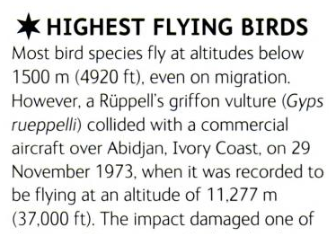 HIGHEST FLYING BIRDS
Most bird species fly at altitudes below
1500 m (4920 ft), even on migration.
However, a Rüppell's griffon vulture (Gyps
rueppelli) collided with a commercial
aircraft over Abidjan, Ivory Coast, on 29
November 1973, when it was recorded to
be flying at an altitude of 11,277 m
(37,000 ft). The impact damaged one of